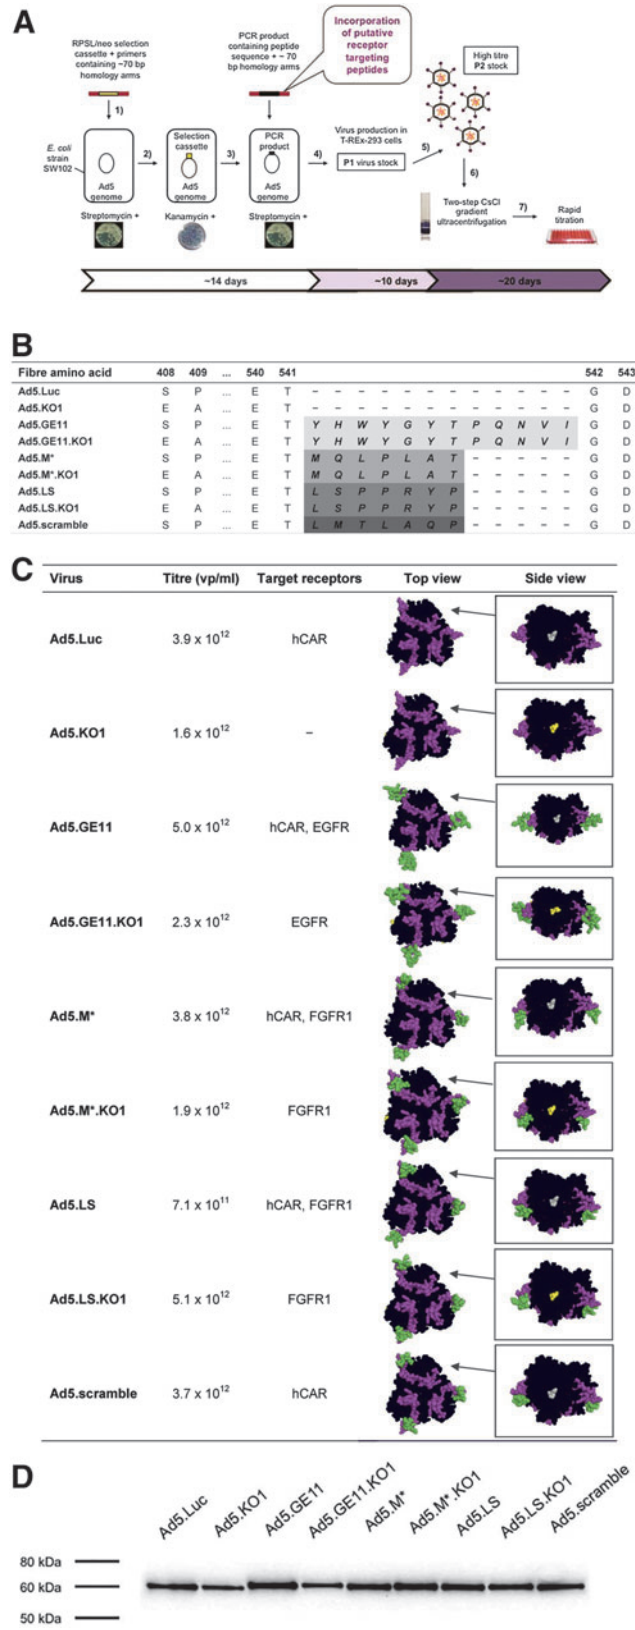 A
RPSL/neo selection
cassette + primers
containing ~70 bp
homology arms
PCR product
containing peptide
sequence + ~ 70
bp homology arms
Incorporation
of putative
receptor
targeting
peptides
High titre
P2 stock
1)
E. coli
strain
SW102
Ad5
genome
2)
Selection
cassette
Ad5
genome
3)
PCR
product
Ad5
genome
4)
Virus production in
T-REx-293 cells
P1 virus stock
5)
6)
Streptomycin +
Kanamycin +
Streptomycin +
Two-step CsCl
gradient
ultracentrifugation
7)
Rapid
titration
~14 days
~10 days
~20 days
B
Fibre amino acid 408 409 ... 540 541 542 543
Ad5.Luc S P ... E T – – – – – – – – – – – – G D
Ad5.KO1 E A ... E T – – – – – – – – – – – – G D
Ad5.GE11 S P ... E T Y H W Y G Y T P Q N V I G D
Ad5.GE11.KO1 E A ... E T Y H W Y G Y T P Q N V I G D
Ad5.M* S P ... E T M Q L P L A T – – – – – G D
Ad5.M*.KO1 E A ... E T M Q L P L A T – – – – – G D
Ad5.LS S P ... E T L S P P R Y P – – – – – G D
Ad5.LS.KO1 E A ... E T L S P P R Y P – – – – – G D
Ad5.scramble S P ... E T L M T L A Q P – – – – – G D
C
Virus Titre (vp/ml) Target receptors Top view Side view
Ad5.Luc 3.9 x 10¹² hCAR
Ad5.KO1 1.6 x 10¹² –
Ad5.GE11 5.0 x 10¹² hCAR, EGFR
Ad5.GE11.KO1 2.3 x 10¹² EGFR
Ad5.M* 3.8 x 10¹² hCAR, FGFR1
Ad5.M*.KO1 1.9 x 10¹² FGFR1
Ad5.LS 7.1 x 10¹¹ hCAR, FGFR1
Ad5.LS.KO1 5.1 x 10¹² FGFR1
Ad5.scramble 3.7 x 10¹² hCAR
D
Ad5.Luc
Ad5.KO1
Ad5.GE11
Ad5.GE11.KO1
Ad5.M*
Ad5.M*.KO1
Ad5.LS
Ad5.LS.KO1
Ad5.scramble
80 kDa
60 kDa
50 kDa